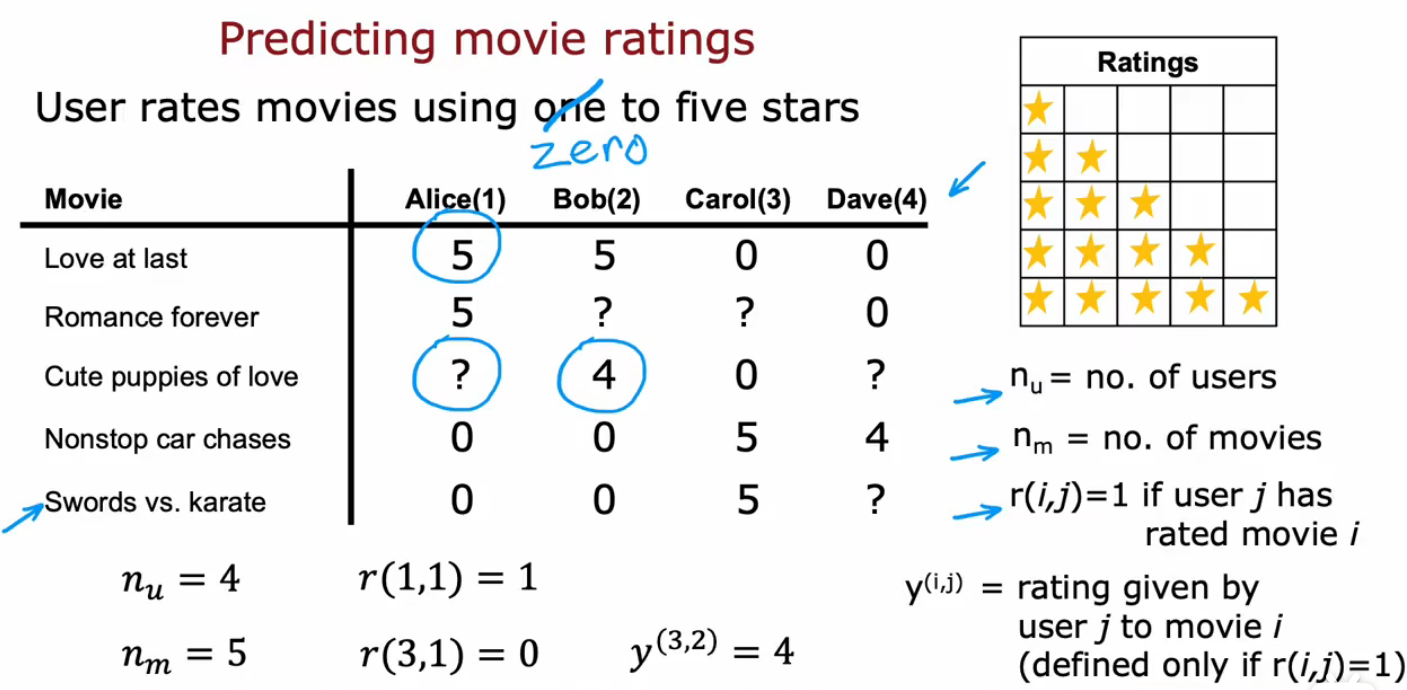 Predicting movie ratings
User rates movies using one to five stars
zero
Ratings
Movie Alice(1) Bob(2) Carol(3) Dave(4)
Love at last 5 5 0 0
Romance forever 5 ? ? 0
Cute puppies of love ? 4 0 ?
Nonstop car chases 0 0 5 4
Swords vs. karate 0 0 5 ?
n_u = no. of users
n_m = no. of movies
r(i,j)=1 if user j has
rated movie i
y^(i,j) = rating given by
user j to movie i
(defined only if r(i,j)=1)
n_u = 4 r(1,1) = 1
n_m = 5 r(3,1) = 0 y^(3,2) = 4